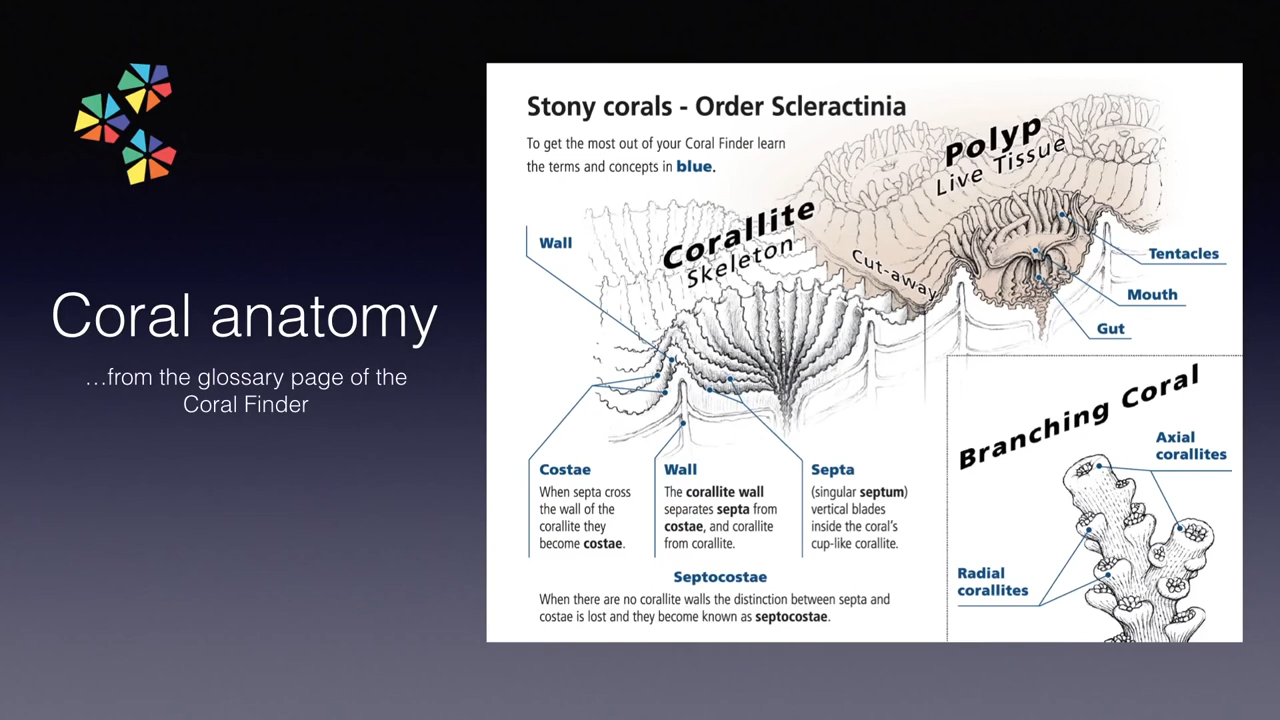 Coral anatomy
…from the glossary page of the
Coral Finder
Stony corals - Order Scleractinia
To get the most out of your Coral Finder learn
the terms and concepts in blue.
Polyp
Live Tissue
Corallite
Skeleton
Cut-away
Wall
Tentacles
Mouth
Gut
Costae
When septa cross
the wall of the
corallite they
become costae.
Wall
The corallite wall
separates septa from
costae, and corallite
from corallite.
Septa
(singular septum)
vertical blades
inside the coral's
cup-like corallite.
Septocostae
When there are no corallite walls the distinction between septa and
costae is lost and they become known as septocostae.
Branching Coral
Axial
corallites
Radial
corallites